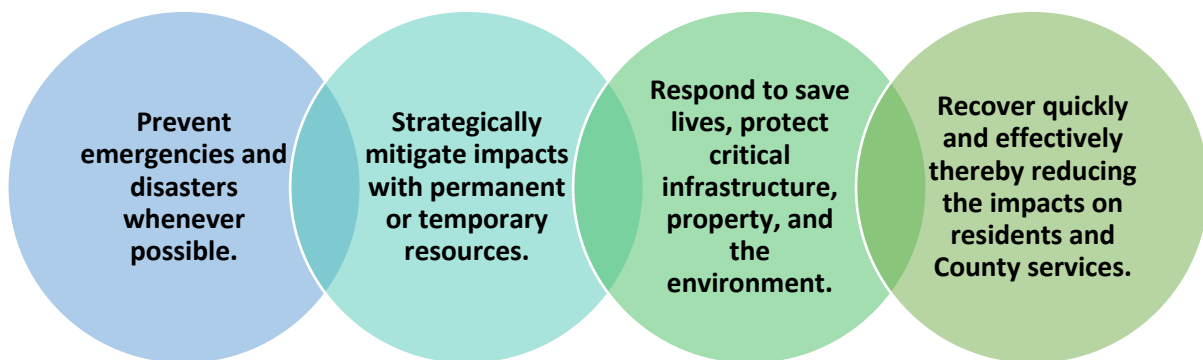 Prevent
emergencies and
disasters
whenever
possible.
Strategically
mitigate impacts
with permanent
or temporary
resources.
Respond to save
lives, protect
critical
infrastructure,
property, and
the
environment.
Recover quickly
and effectively
thereby reducing
the impacts on
residents and
County services.